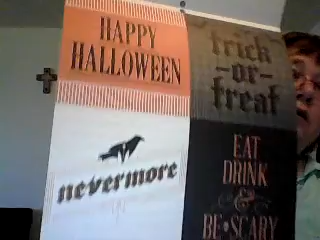 HAPPY
HALLOWEEN
trick
-or-
treat
nevermore
EAT
DRINK
&
BE • SCARY